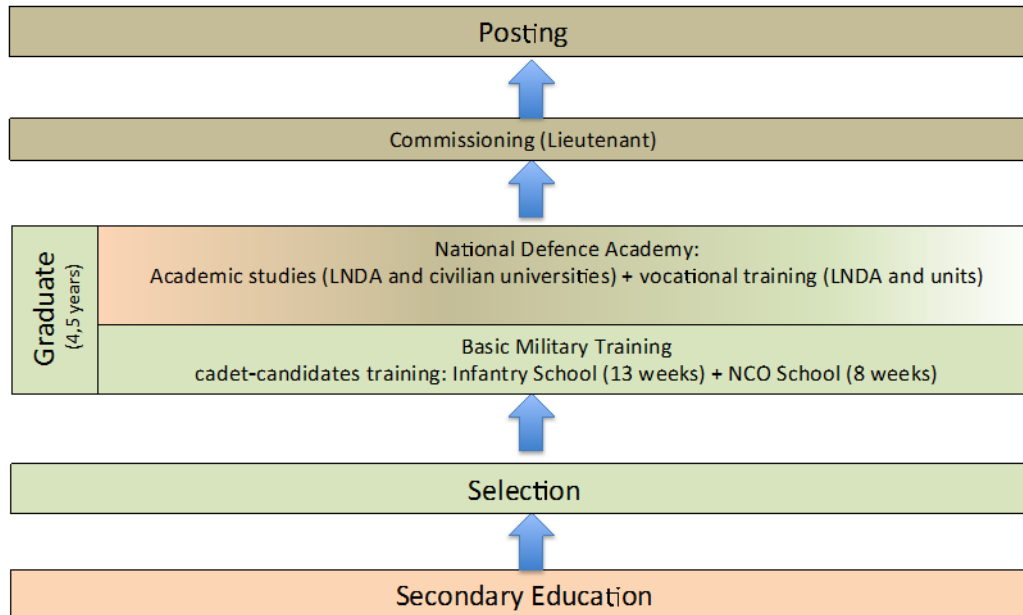 Posting
Commissioning (Lieutenant)
Graduate
(4,5 years)
National Defence Academy:
Academic studies (LNDA and civilian universities) + vocational training (LNDA and units)
Basic Military Training
cadet-candidates training: Infantry School (13 weeks) + NCO School (8 weeks)
Selection
Secondary Education